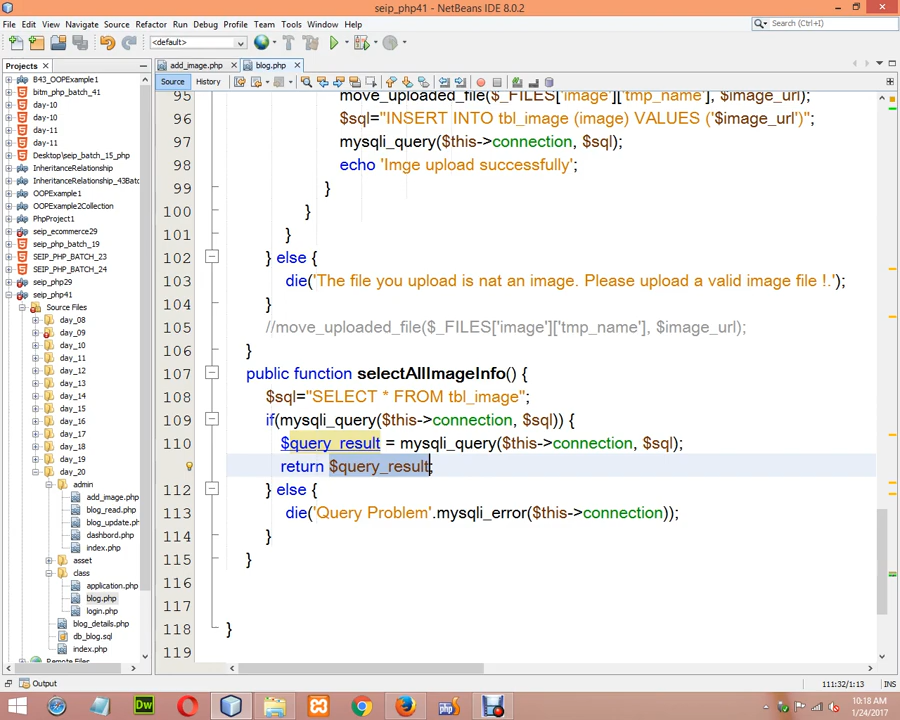 seip_php41 - NetBeans IDE 8.0.2
File Edit View Navigate Source Refactor Run Debug Profile Team Tools Window Help
<default>
Search (Ctrl+I)
Projects
add_image.php
blog.php
Source
History
B43_OOPExample1
bitm_php_batch_41
day-10
day-10
day-11
day-11
Desktop\seip_batch_15_php
InheritanceRelationship
InheritanceRelationship_43Batc
OOPExample1
OOPExample2Collection
PhpProject1
seip_ecommerce29
seip_php_batch_19
SEIP_PHP_BATCH_23
SEIP_PHP_BATCH_24
seip_php29
seip_php41
Source Files
day_08
day_09
day_10
day_11
day_12
day_13
day_14
day_15
day_16
day_17
day_18
day_19
day_20
admin
add_image.php
blog_read.php
blog_update.ph
dashbord.php
index.php
asset
class
application.php
blog.php
login.php
blog_details.php
db_blog.sql
index.php
Remote Files
95 move_uploaded_file($_FILES['image']['tmp_name'], $image_url);
96 $sql="INSERT INTO tbl_image (image) VALUES ('$image_url')";
97 mysqli_query($this->connection, $sql);
98 echo 'Imge upload successfully';
99 }
100 }
101 }
102 } else {
103 die('The file you upload is nat an image. Please upload a valid image file !.');
104 }
105 //move_uploaded_file($_FILES['image']['tmp_name'], $image_url);
106 }
107 public function selectAllImageInfo() {
108 $sql="SELECT * FROM tbl_image";
109 if(mysqli_query($this->connection, $sql)) {
110 $query_result = mysqli_query($this->connection, $sql);
return $query_result;
112 } else {
113 die('Query Problem'.mysqli_error($this->connection));
114 }
115 }
116
117
118 }
119
Output
111:32/1:13
INS
10:18 AM
1/24/2017